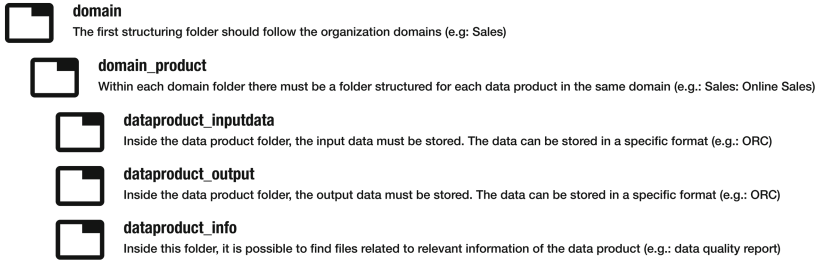 domain
The first structuring folder should follow the organization domains (e.g: Sales)
domain_product
Within each domain folder there must be a folder structured for each data product in the same domain (e.g.: Sales: Online Sales)
dataproduct_inputdata
Inside the data product folder, the input data must be stored. The data can be stored in a specific format (e.g.: ORC)
dataproduct_output
Inside the data product folder, the output data must be stored. The data can be stored in a specific format (e.g.: ORC)
dataproduct_info
Inside this folder, it is possible to find files related to relevant information of the data product (e.g.: data quality report)